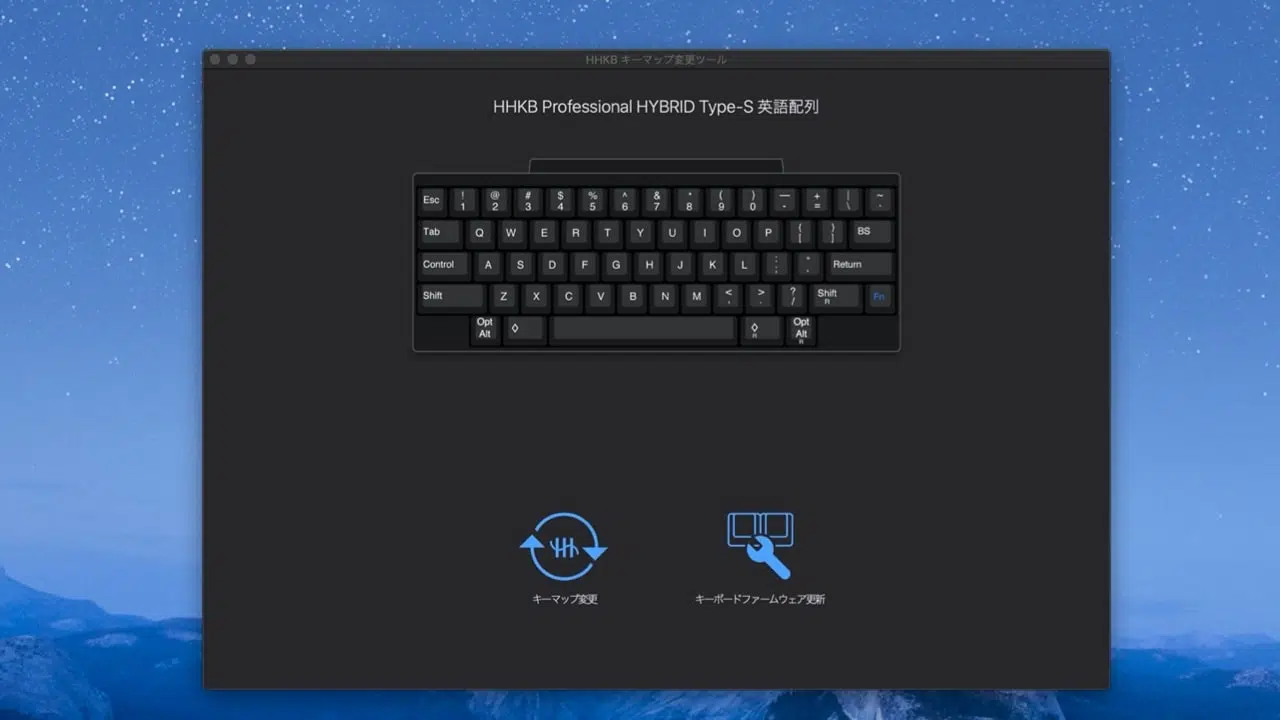 HHKB キーマップ変更ツール
HHKB Professional HYBRID Type-S 英語配列
Esc ! 1 @ 2 # 3 $ 4 % 5 ^ 6 & 7 * 8 ( 9 ) 0 — - + = | \ ~ `
Tab Q W E R T Y U I O P { [ } ] BS
Control A S D F G H J K L : ; " ' Return
Shift Z X C V B N M < , > . ? / Shift R Fn
Opt Alt ◊ ◊ R Opt Alt R
キーマップ変更
キーボードファームウェア更新